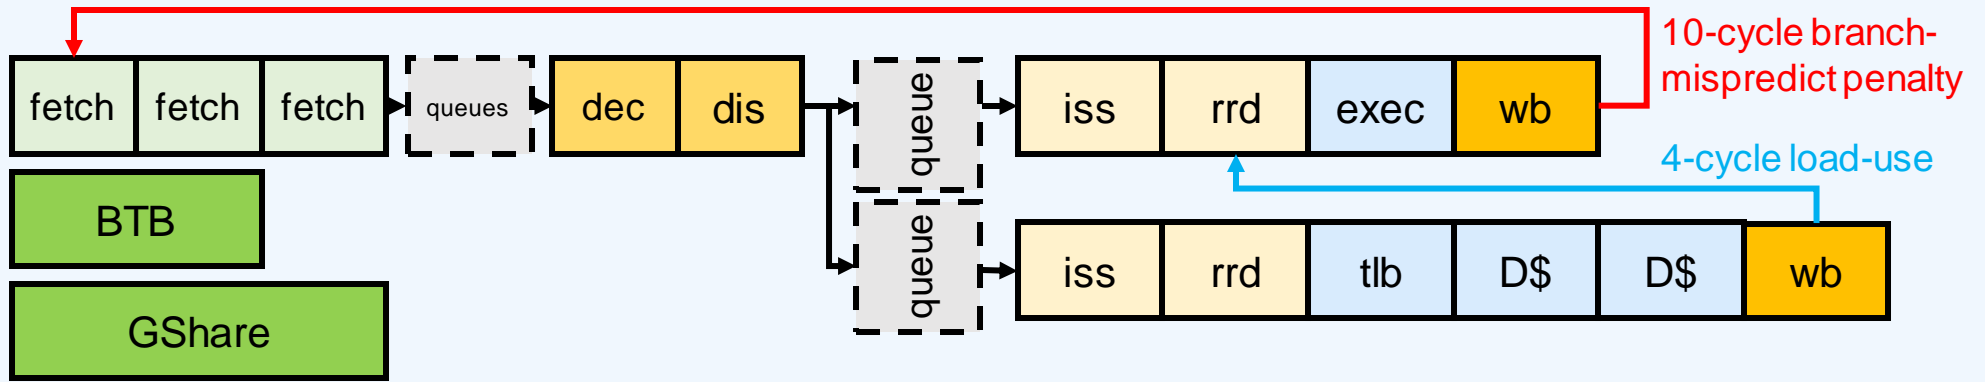 10-cycle branch-
mispredict penalty
fetch fetch fetch queues dec dis queue iss rrd exec wb
4-cycle load-use
BTB
queue iss rrd tlb D$ D$ wb
GShare